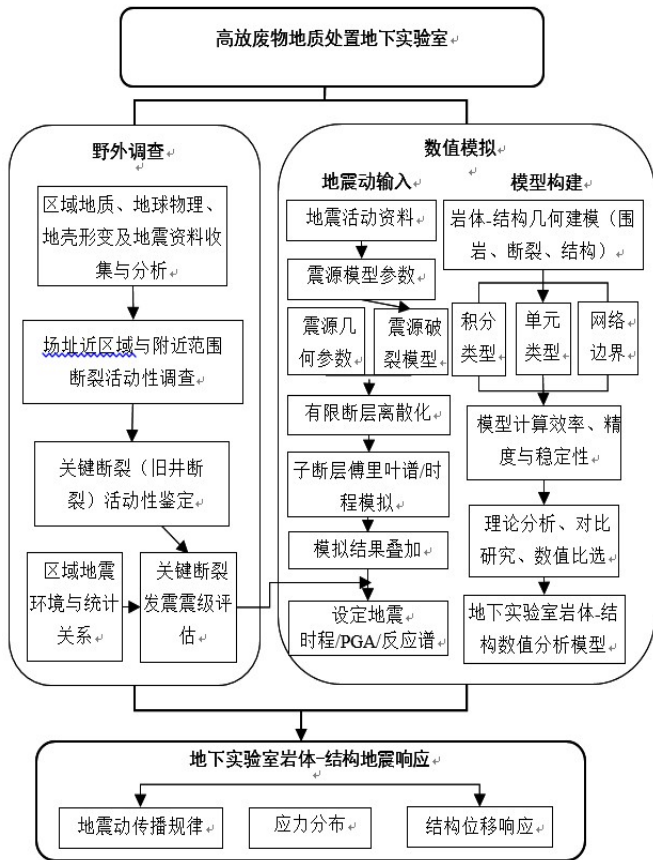 高放废物地质处置地下实验室
野外调查
区域地质、地球物理、
地壳形变及地震资料收
集与分析
场址近区域与附近范围
断裂活动性调查
关键断裂（旧井断
裂）活动性鉴定
区域地震
环境与统计
关系
关键断裂
发震震级评
估
数值模拟
地震动输入
地震活动资料
震源模型参数
震源几
何参数
震源破
裂模型
有限断层离散化
子断层傅里叶谱/时
程模拟
模拟结果叠加
设定地震
时程/PGA/反应谱
模型构建
岩体-结构几何建模（围
岩、断裂、结构）
积分
类型
单元
类型
网络
边界
模型计算效率、精
度与稳定性
理论分析、对比
研究、数值比选
地下实验室岩体-结
构数值分析模型
地下实验室岩体-结构地震响应
地震动传播规律
应力分布
结构位移响应